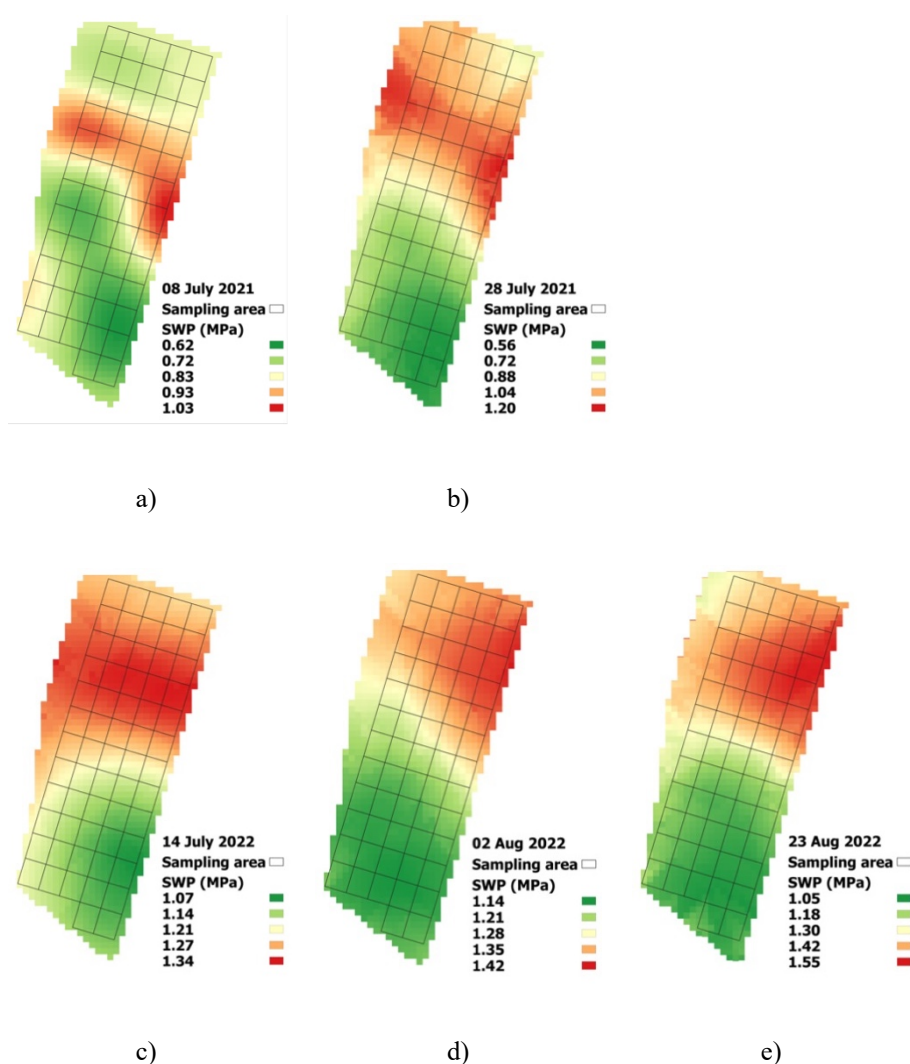 08 July 2021
Sampling area
SWP (MPa)
0.62
0.72
0.83
0.93
1.03
28 July 2021
Sampling area
SWP (MPa)
0.56
0.72
0.88
1.04
1.20
a)
b)
14 July 2022
Sampling area
SWP (MPa)
1.07
1.14
1.21
1.27
1.34
02 Aug 2022
Sampling area
SWP (MPa)
1.14
1.21
1.28
1.35
1.42
23 Aug 2022
Sampling area
SWP (MPa)
1.05
1.18
1.30
1.42
1.55
c)
d)
e)